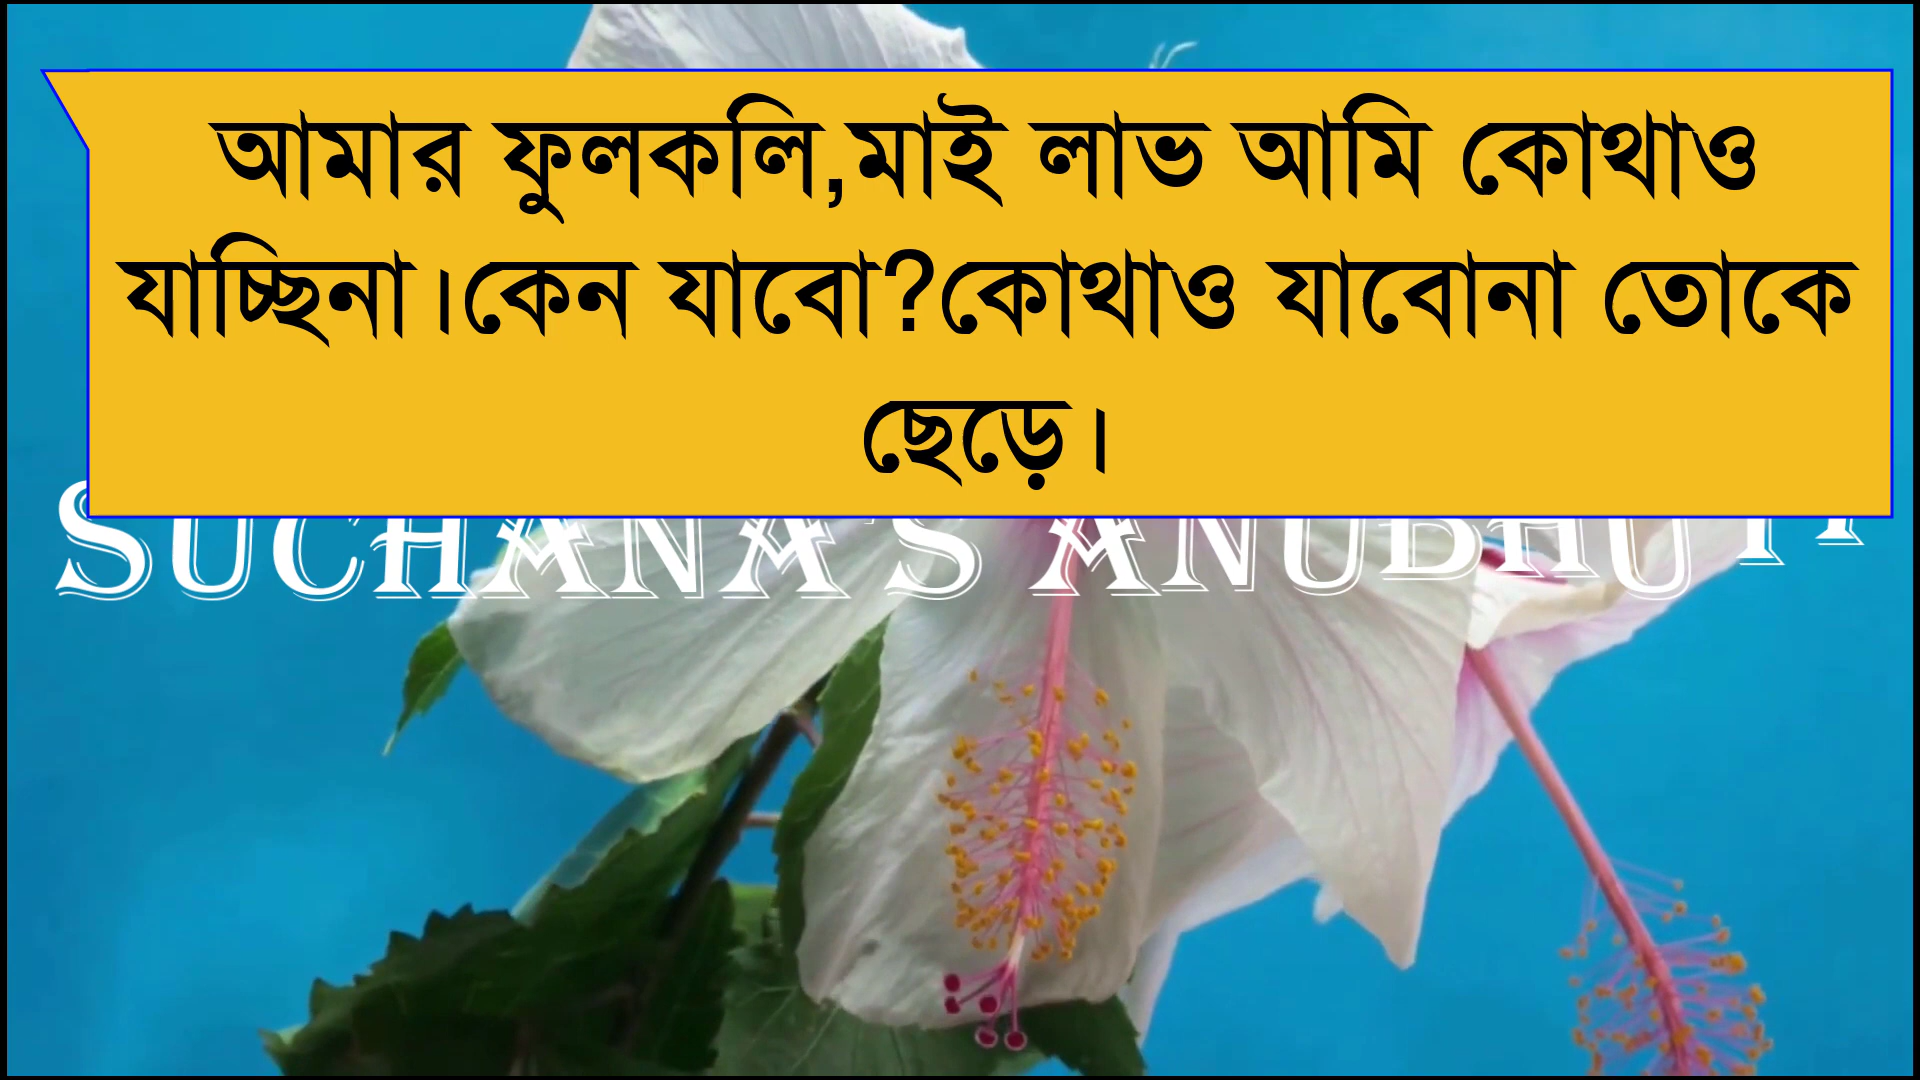 আমার ফুলকলি,মাই লাভ আমি কোথাও
যাচ্ছিনা।কেন যাবো?কোথাও যাবোনা তোকে
ছেড়ে।
SUCHANA'S ANUBHUTI